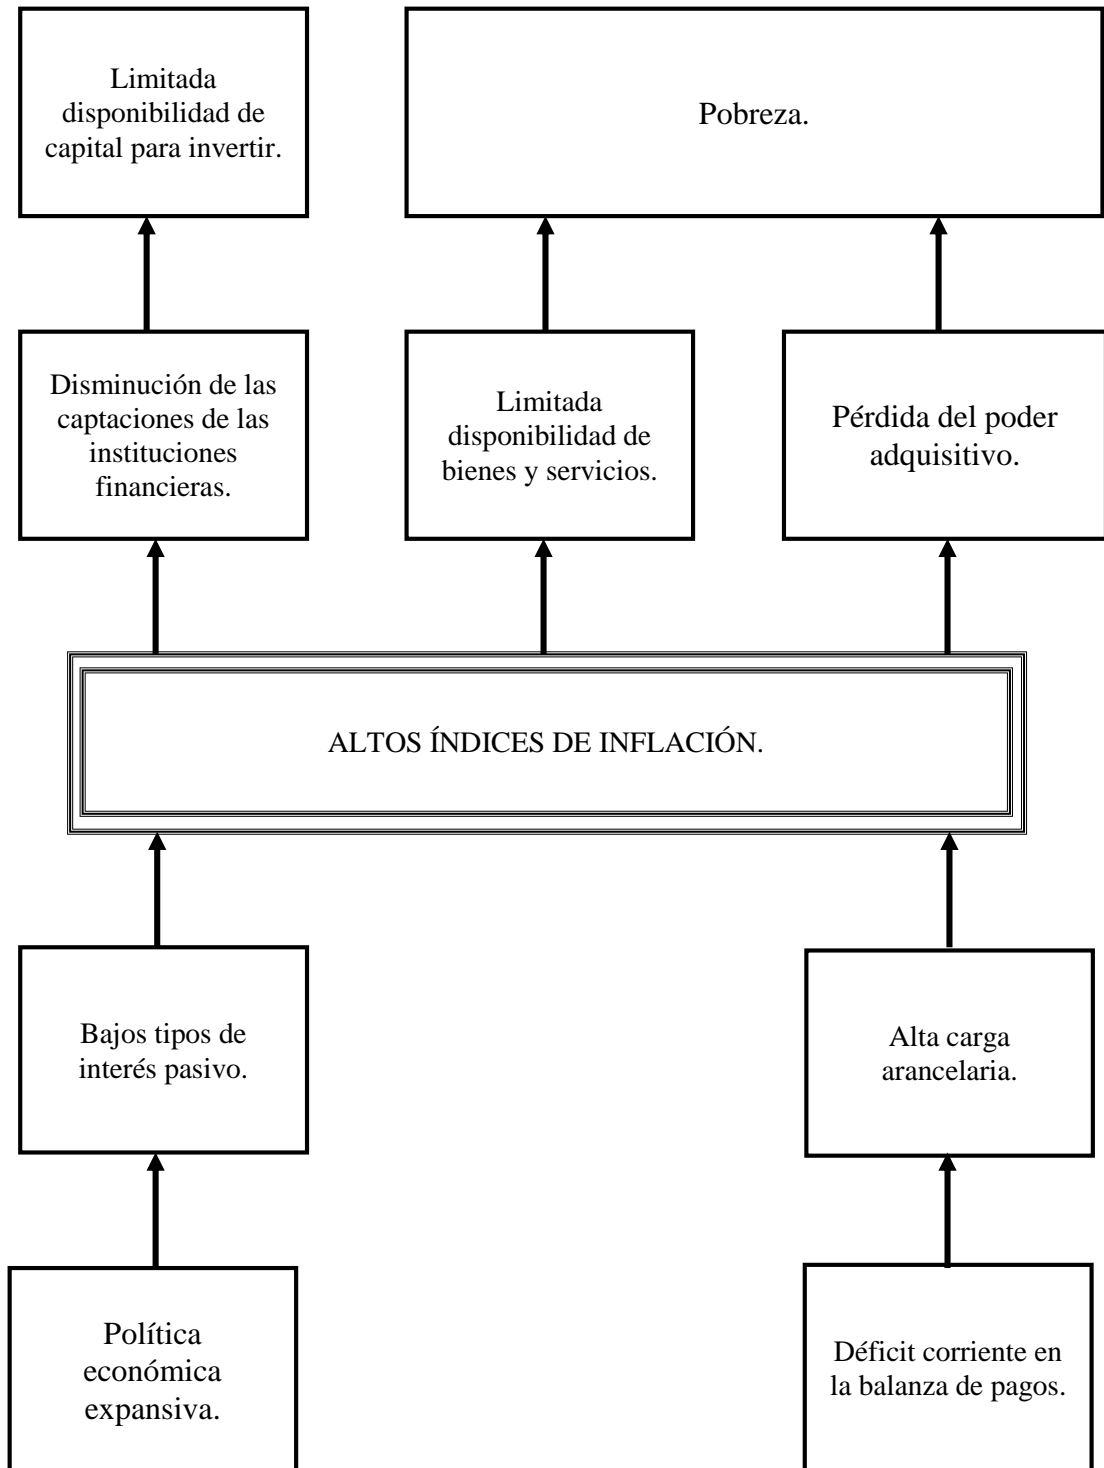 Limitada
disponibilidad de
capital para invertir.
Pobreza.
Disminución de las
captaciones de las
instituciones
financieras.
Limitada
disponibilidad de
bienes y servicios.
Pérdida del poder
adquisitivo.
ALTOS ÍNDICES DE INFLACIÓN.
Bajos tipos de
interés pasivo.
Alta carga
arancelaria.
Política
económica
expansiva.
Déficit corriente en
la balanza de pagos.